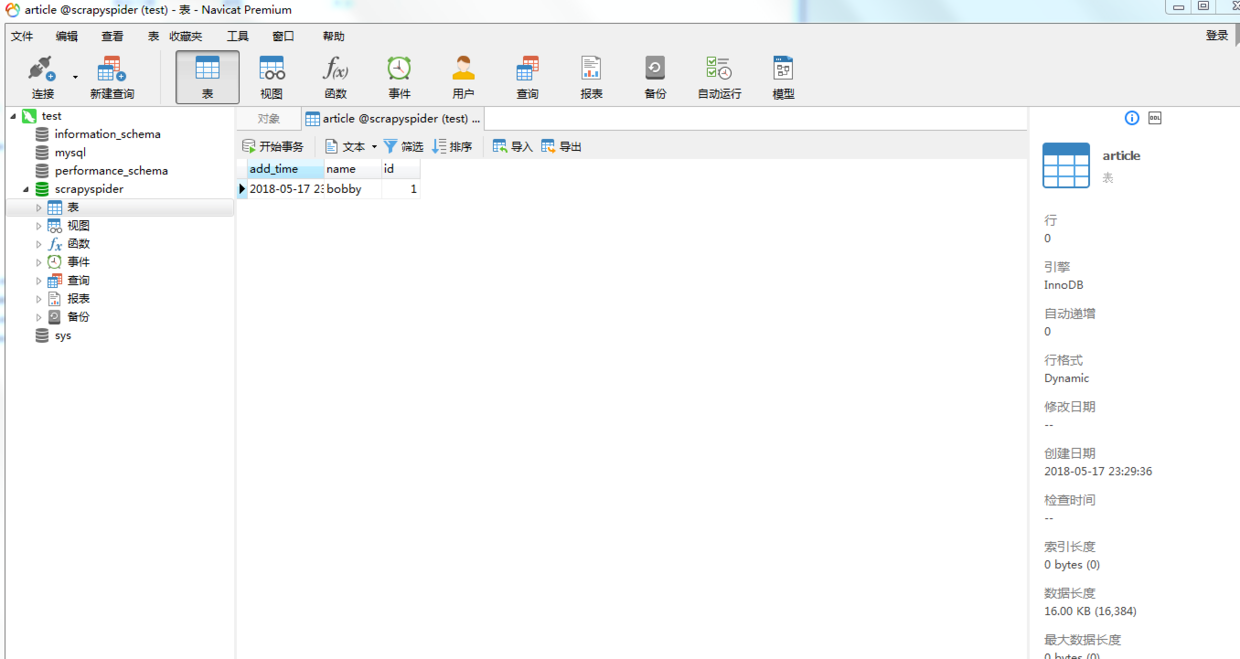 article @scrapyspider (test) - 表 - Navicat Premium
文件 编辑 查看 表 收藏夹 工具 窗口 帮助 登录
连接 新建查询 表 视图 函数 事件 用户 查询 报表 备份 自动运行 模型
test
information_schema
mysql
performance_schema
scrapyspider
表
视图
函数
事件
查询
报表
备份
sys
对象 article @scrapyspider (test) ...
开始事务 文本 筛选 排序 导入 导出
add_time name id
2018-05-17 23 bobby 1
DDL
article
表
行
0
引擎
InnoDB
自动递增
0
行格式
Dynamic
修改日期
--
创建日期
2018-05-17 23:29:36
检查时间
--
索引长度
0 bytes (0)
数据长度
16.00 KB (16,384)
最大数据长度
0 bytes (0)